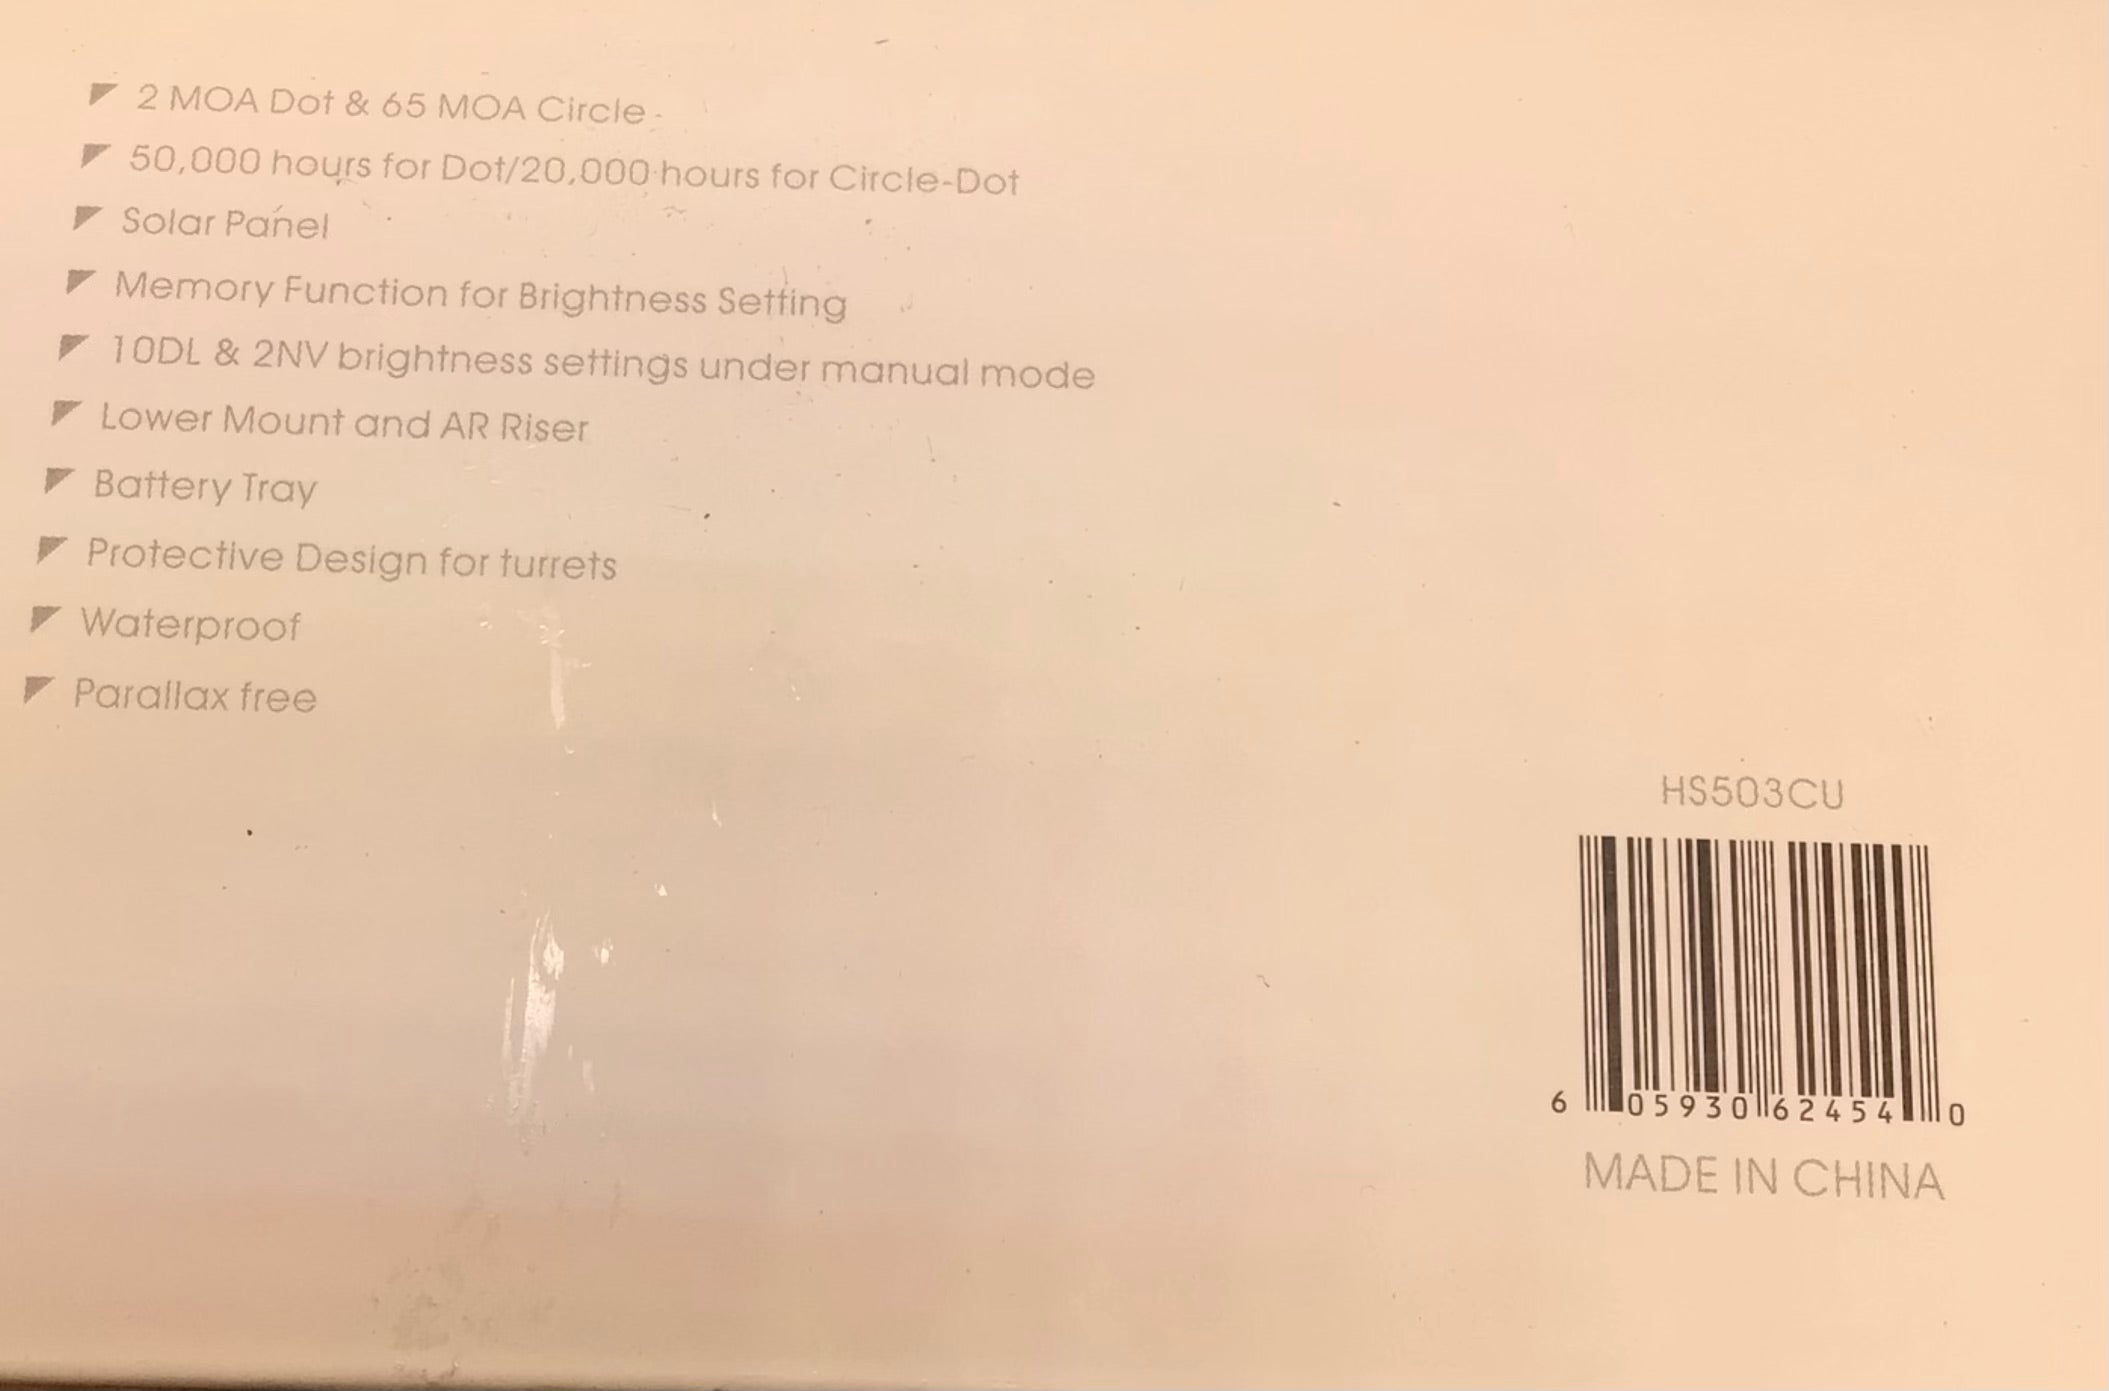 2 MOA Dot & 65 MOA Circle
50,000 hours for Dot/20,000 hours for Circle-Dot
Solar Panel
Memory Function for Brightness Setting
10DL & 2NV brightness settings under manual mode
Lower Mount and AR Riser
Battery Tray
Protective Design for turrets
Waterproof
Parallax free
HS503CU
6 05930 62454 0
MADE IN CHINA